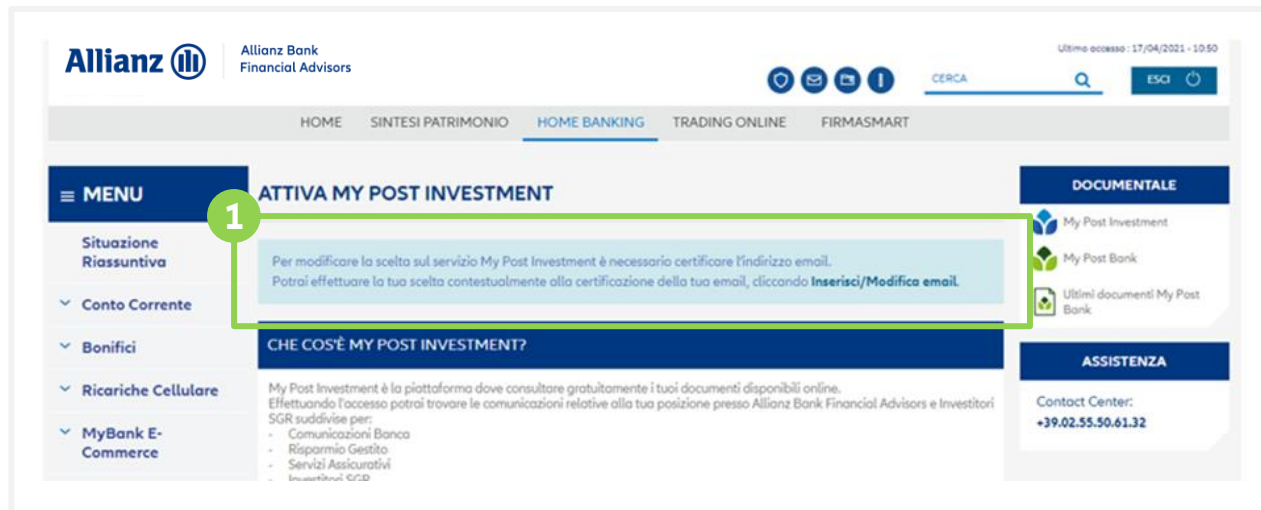 Allianz
Allianz Bank
Financial Advisors
Ultimo accesso : 17/04/2021 - 10:50
CERCA
ESCI
HOME SINTESI PATRIMONIO HOME BANKING TRADING ONLINE FIRMASMART
MENU
Situazione
Riassuntiva
Conto Corrente
Bonifici
Ricariche Cellulare
MyBank E-
Commerce
1
ATTIVA MY POST INVESTMENT
Per modificare la scelta sul servizio My Post Investment è necessario certificare l'indirizzo email.
Potrai effettuare la tua scelta contestualmente alla certificazione della tua email, cliccando Inserisci/Modifica email.
CHE COS'È MY POST INVESTMENT?
My Post Investment è la piattaforma dove consultare gratuitamente i tuoi documenti disponibili online.
Effettuando l'accesso potrai trovare le comunicazioni relative alla tua posizione presso Allianz Bank Financial Advisors e Investitori
SGR suddivise per:
- Comunicazioni Banca
- Risparmio Gestito
- Servizi Assicurativi
- Investitori SGR
DOCUMENTALE
My Post Investment
My Post Bank
Ultimi documenti My Post
Bank
ASSISTENZA
Contact Center:
+39.02.55.50.61.32